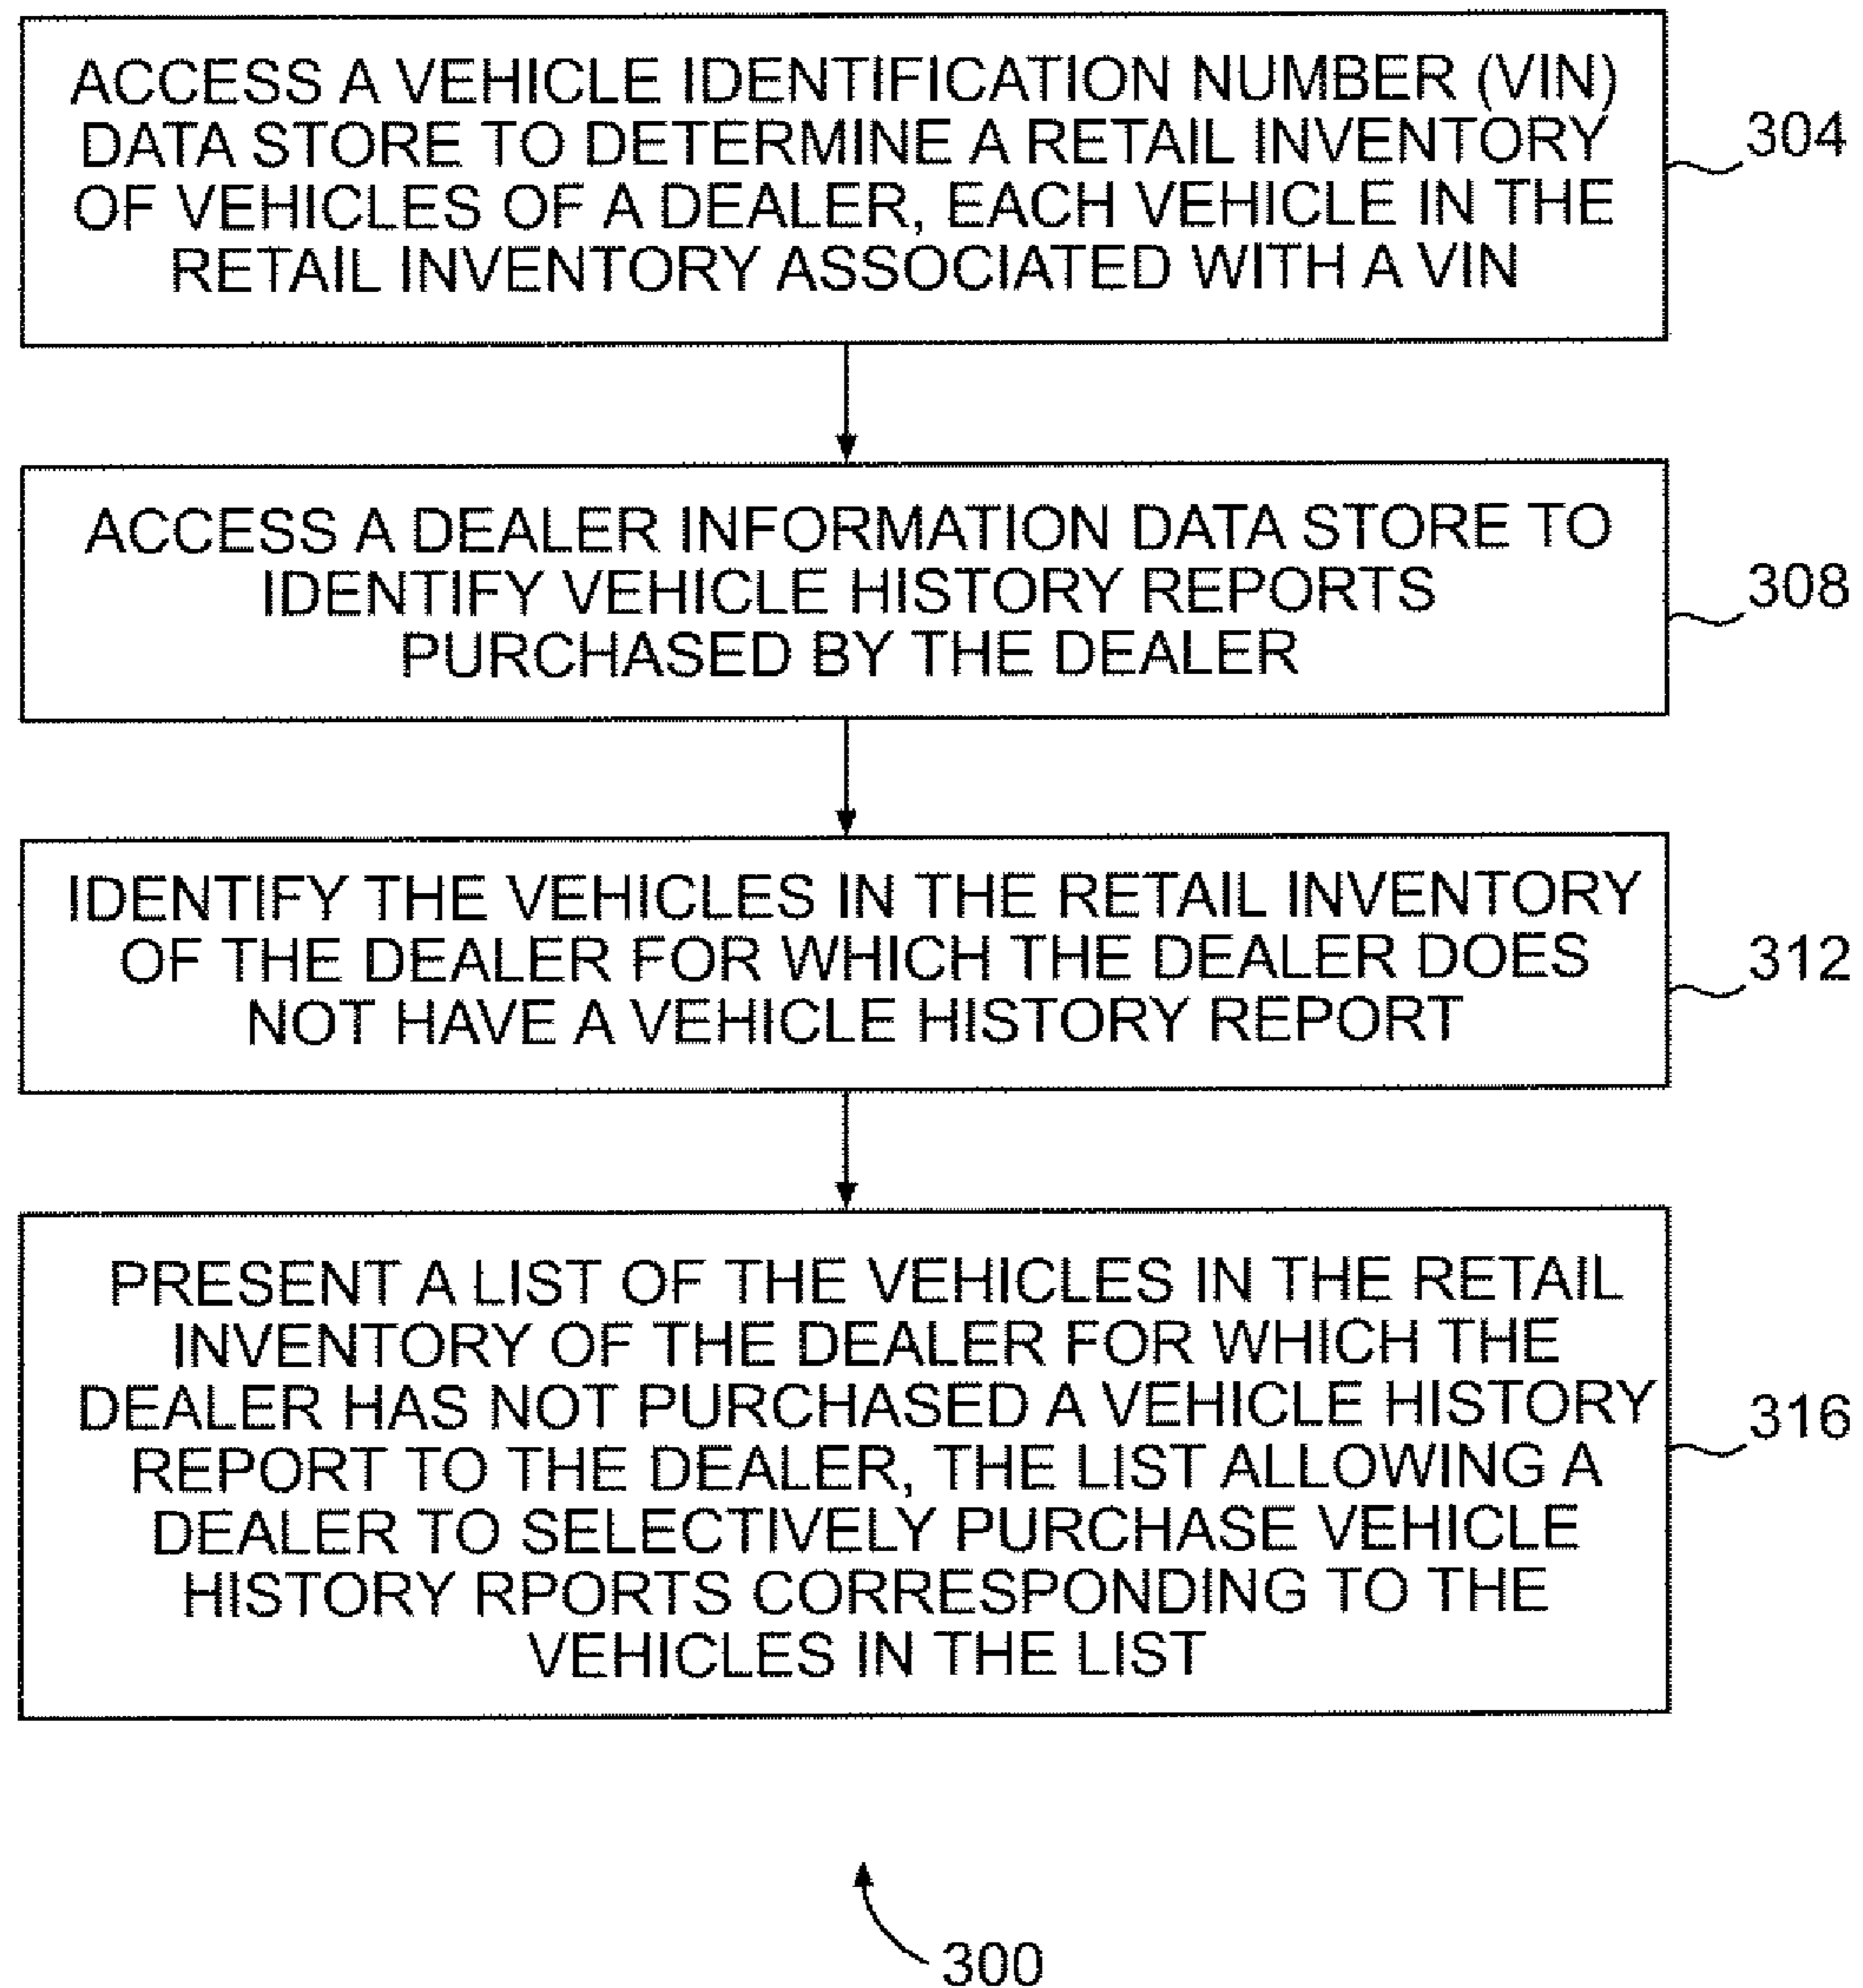 ACCESS A VEHICLE IDENTIFICATION NUMBER (VIN)
DATA STORE TO DETERMINE A RETAIL INVENTORY
OF VEHICLES OF A DEALER, EACH VEHICLE IN THE
RETAIL INVENTORY ASSOCIATED WITH A VIN
304
ACCESS A DEALER INFORMATION DATA STORE TO
IDENTIFY VEHICLE HISTORY REPORTS
PURCHASED BY THE DEALER
308
IDENTIFY THE VEHICLES IN THE RETAIL INVENTORY
OF THE DEALER FOR WHICH THE DEALER DOES
NOT HAVE A VEHICLE HISTORY REPORT
312
PRESENT A LIST OF THE VEHICLES IN THE RETAIL
INVENTORY OF THE DEALER FOR WHICH THE
DEALER HAS NOT PURCHASED A VEHICLE HISTORY
REPORT TO THE DEALER, THE LIST ALLOWING A
DEALER TO SELECTIVELY PURCHASE VEHICLE
HISTORY RPORTS CORRESPONDING TO THE
VEHICLES IN THE LIST
316
300